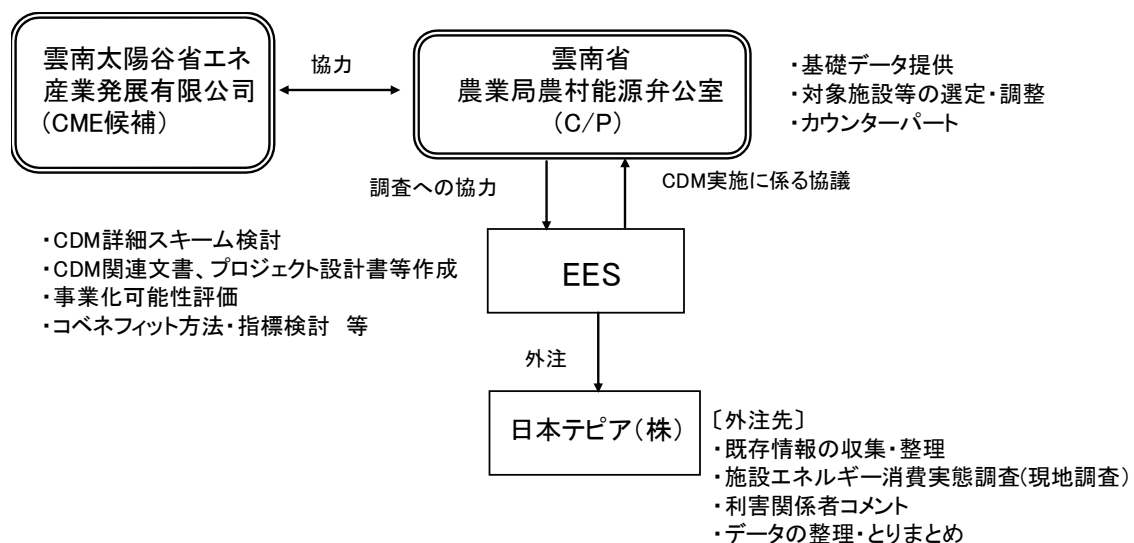 雲南太陽谷省エネ
産業発展有限公司
(CME候補)
協力
雲南省
農業局農村能源弁公室
(C/P)
・基礎データ提供
・対象施設等の選定・調整
・カウンターパート
調査への協力
CDM実施に係る協議
・CDM詳細スキーム検討
・CDM関連文書、プロジェクト設計書等作成
・事業化可能性評価
・コベネフィット方法・指標検討　等
EES
外注
日本テピア(株)
〔外注先〕
・既存情報の収集・整理
・施設エネルギー消費実態調査(現地調査)
・利害関係者コメント
・データの整理・とりまとめ